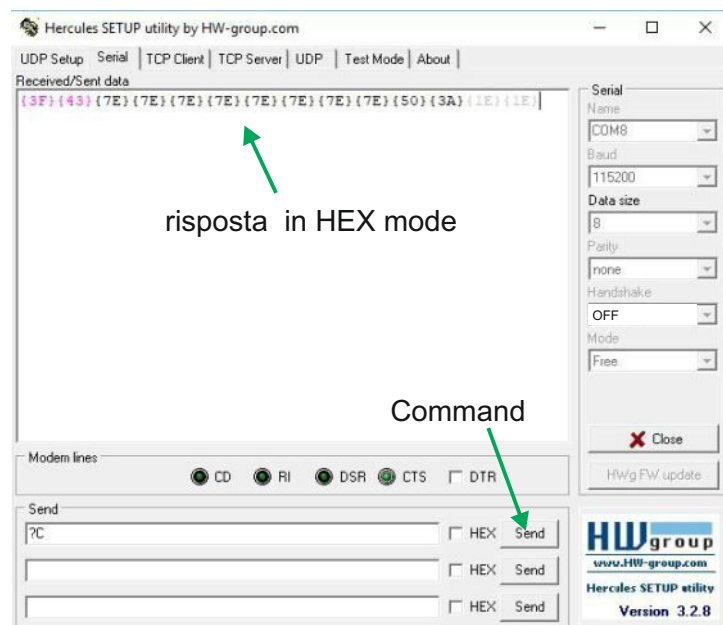 Hercules SETUP utility by HW-group.com
UDP Setup Serial TCP Client TCP Server UDP Test Mode About
Received/Sent data
{3F}{43}{7E}{7E}{7E}{7E}{7E}{7E}{7E}{7E}{50}{3A}{1E}{1E}
risposta in HEX mode
Command
Serial
Name
COM8
Baud
115200
Data size
8
Parity
none
Handshake
OFF
Mode
Free
Close
HWg FW update
Modem lines
CD RI DSR CTS DTR
Send
?C HEX Send
HEX Send
HEX Send
HW group
www.HW-group.com
Hercules SETUP utility
Version 3.2.8